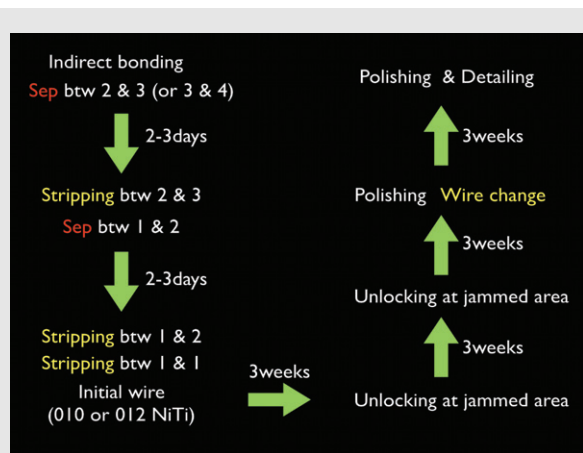 Indirect bonding
Sep btw 2 & 3 (or 3 & 4)
2-3days
Stripping btw 2 & 3
Sep btw 1 & 2
2-3days
Stripping btw 1 & 2
Stripping btw 1 & 1
Initial wire
(010 or 012 NiTi)
3weeks
Unlocking at jammed area
3weeks
Unlocking at jammed area
3weeks
Polishing Wire change
3weeks
Polishing & Detailing